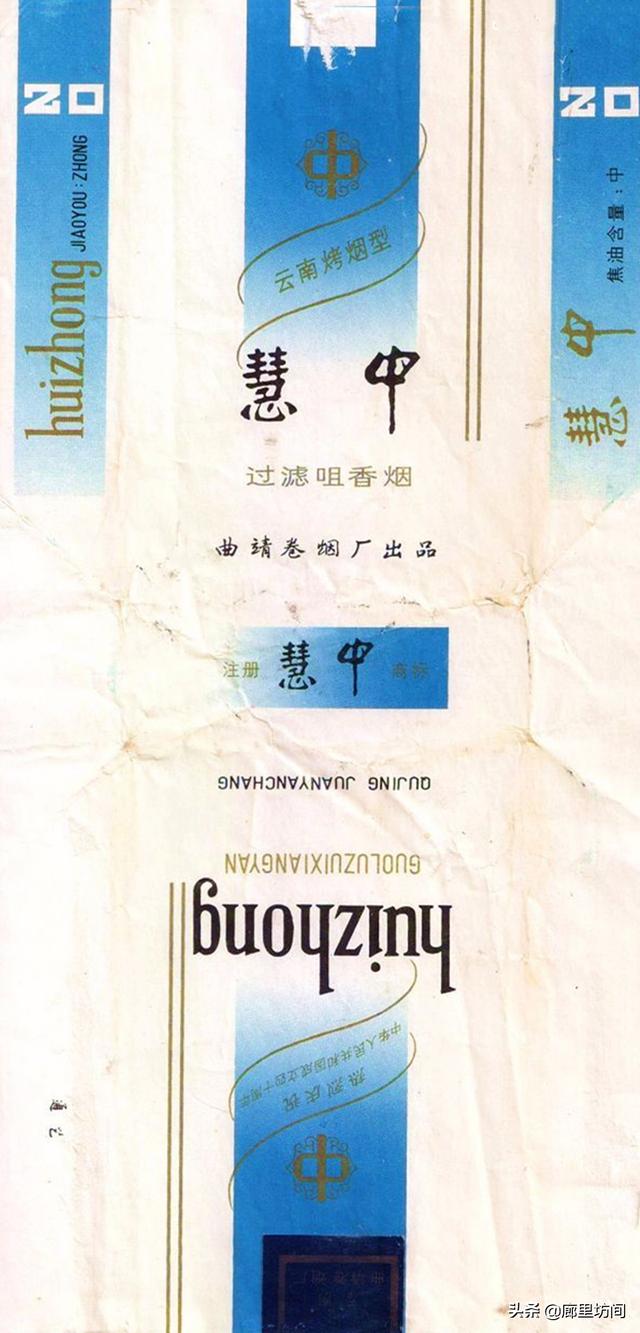 20
huizhong
JIAOYOU:ZHONG
中
云南烤烟型
慧中
过滤咀香烟
曲靖卷烟厂出品
20
焦油含量:中
慧中
注册 慧中 商标
QUJING JUANYANCHANG
GUOLUZUIXIANGYAN
huizhong
热烈庆祝
中华人民共和国成立四十周年
中
头条 @廊里坊间